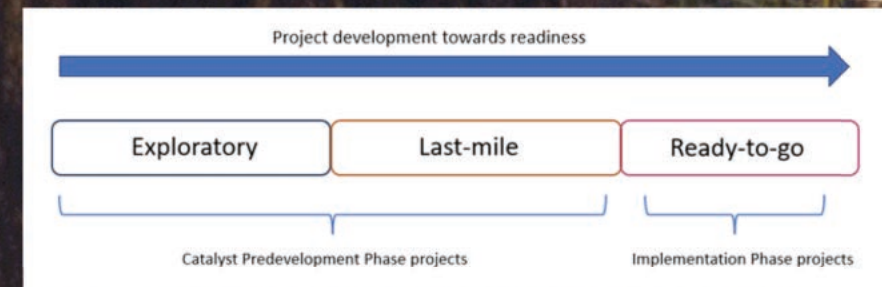 Project development towards readiness
Exploratory
Last-mile
Ready-to-go
Catalyst Predevelopment Phase projects
Implementation Phase projects